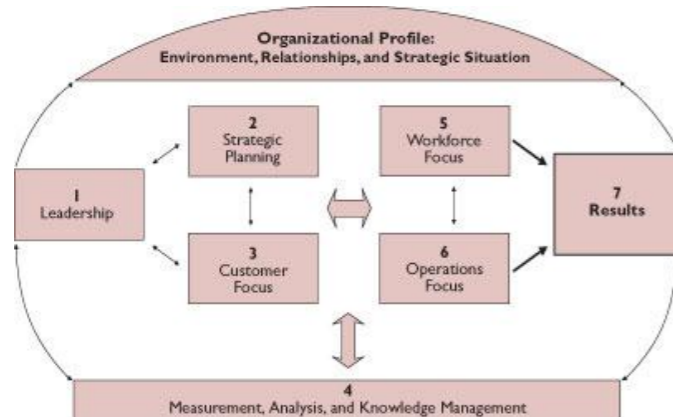 Organizational Profile:
Environment, Relationships, and Strategic Situation
2
Strategic
Planning
5
Workforce
Focus
1
Leadership
7
Results
3
Customer
Focus
6
Operations
Focus
4
Measurement, Analysis, and Knowledge Management